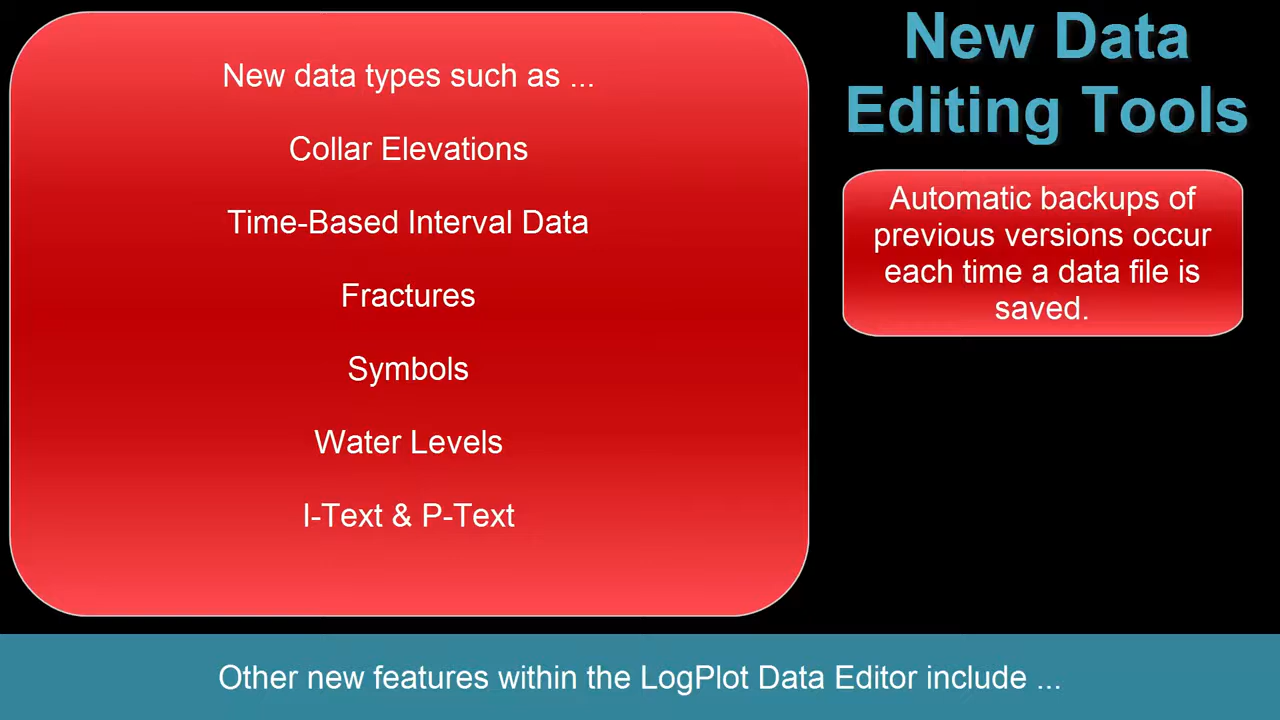 New data types such as ...
Collar Elevations
Time-Based Interval Data
Fractures
Symbols
Water Levels
I-Text & P-Text
New Data
Editing Tools
Automatic backups of
previous versions occur
each time a data file is
saved.
Other new features within the LogPlot Data Editor include ...